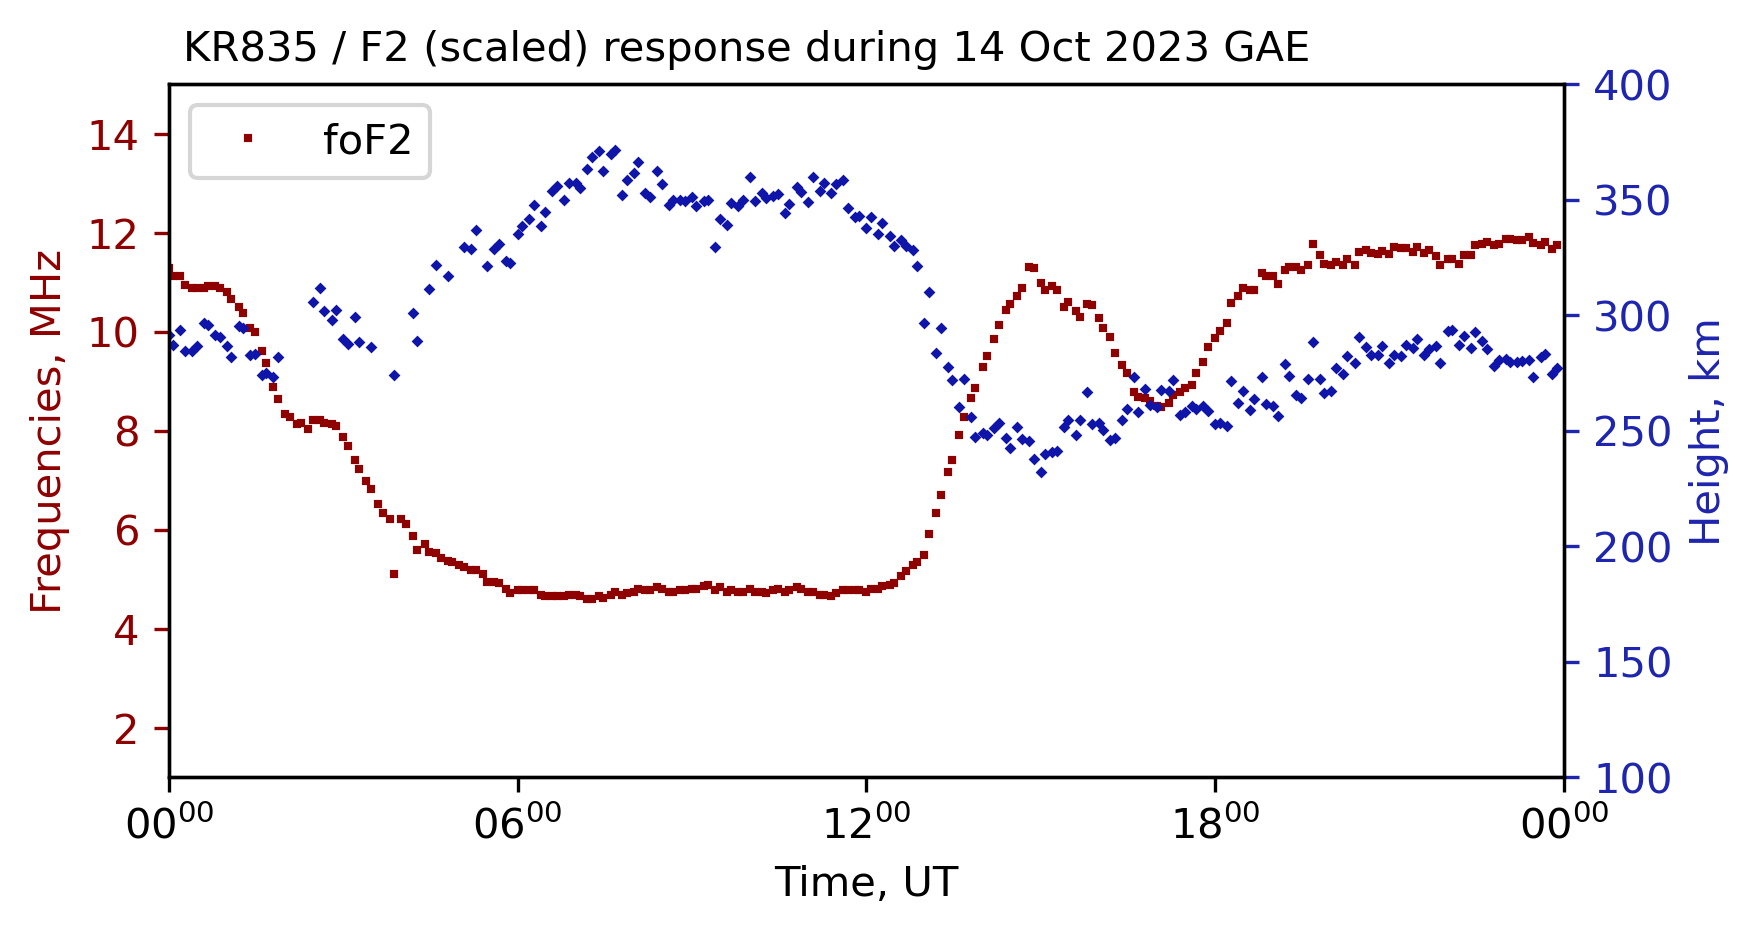 KR835 / F2 (scaled) response during 14 Oct 2023 GAE
foF2
Frequencies, MHz
14
12
10
8
6
4
2
400
350
300
250
200
150
100
Height, km
00⁰⁰ 06⁰⁰ 12⁰⁰ 18⁰⁰ 00⁰⁰
Time, UT